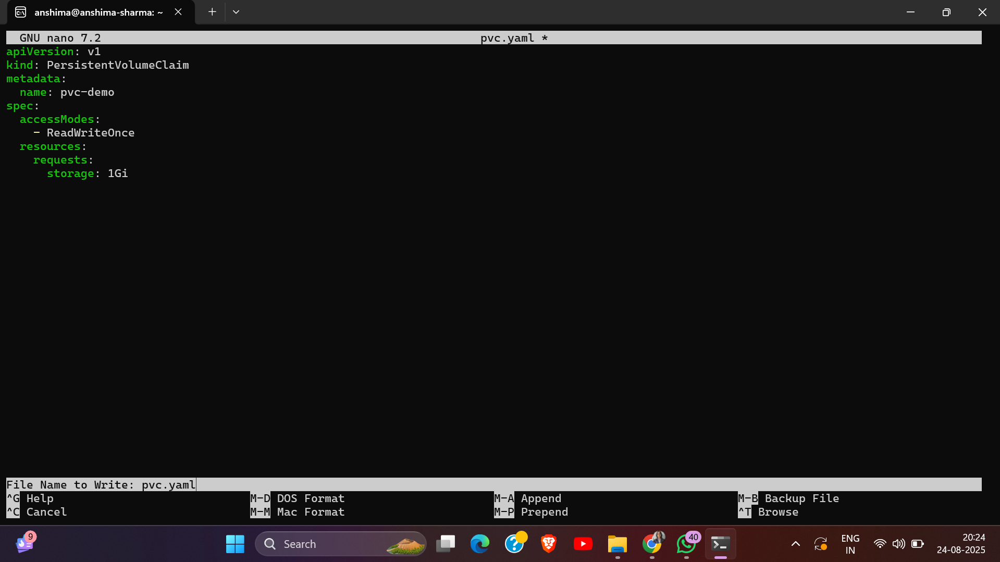 anshima@anshima-sharma: ~
GNU nano 7.2 pvc.yaml *
apiVersion: v1
kind: PersistentVolumeClaim
metadata:
  name: pvc-demo
spec:
  accessModes:
    - ReadWriteOnce
  resources:
    requests:
      storage: 1Gi
File Name to Write: pvc.yaml
^G Help M-D DOS Format M-A Append M-B Backup File
^C Cancel M-M Mac Format M-P Prepend ^T Browse
9
Search
40
ENG
IN
20:24
24-08-2025